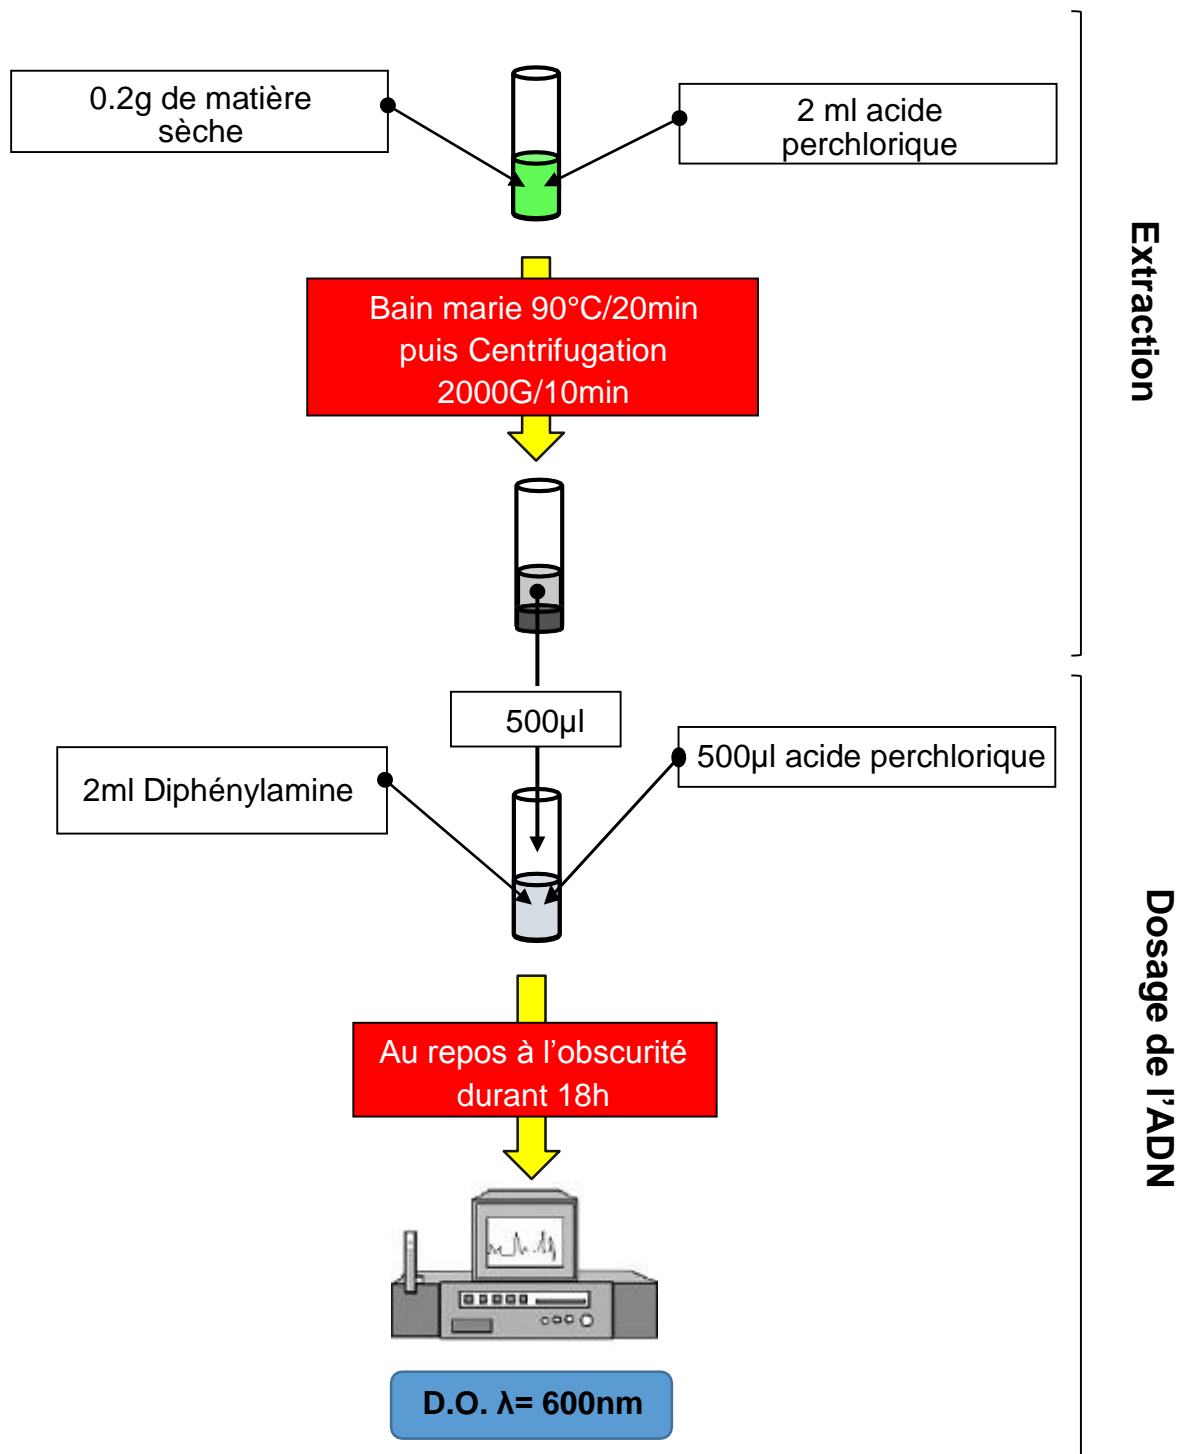 0.2g de matière
sèche
2 ml acide
perchlorique
Bain marie 90°C/20min
puis Centrifugation
2000G/10min
Extraction
500µl
2ml Diphénylamine
500µl acide perchlorique
Au repos à l’obscurité
durant 18h
Dosage de l’ADN
D.O. λ= 600nm